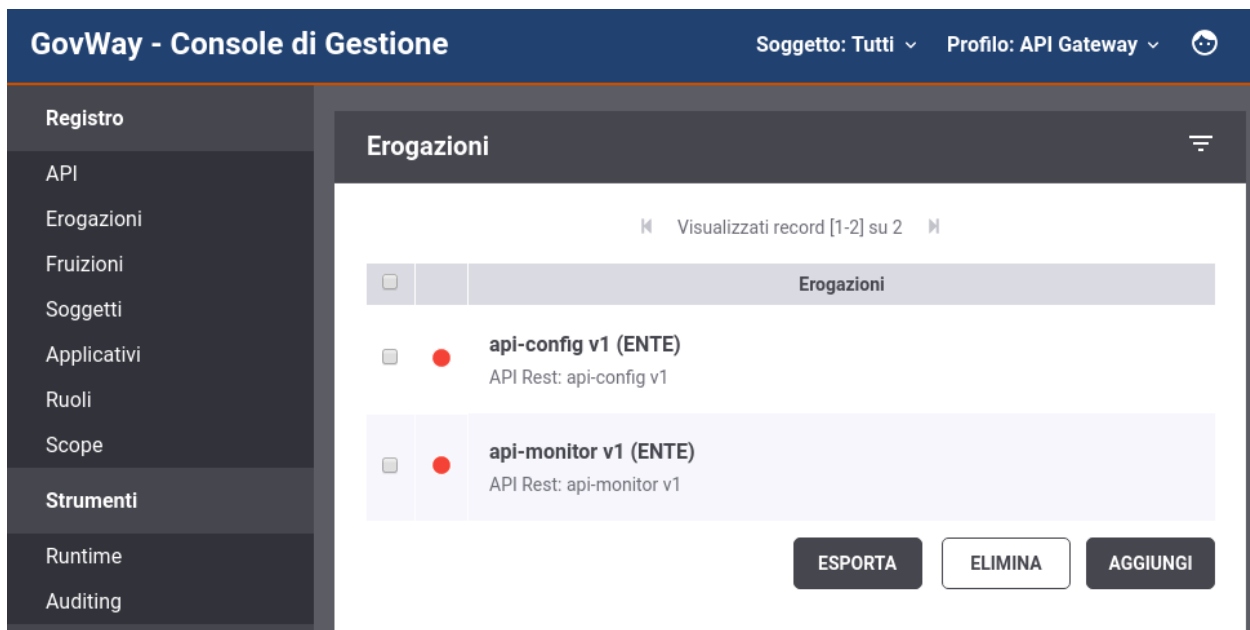 GovWay - Console di Gestione
Soggetto: Tutti
Profilo: API Gateway
Registro
API
Erogazioni
Fruizioni
Soggetti
Applicativi
Ruoli
Scope
Strumenti
Runtime
Auditing
Erogazioni
Visualizzati record [1-2] su 2
Erogazioni
api-config v1 (ENTE)
API Rest: api-config v1
api-monitor v1 (ENTE)
API Rest: api-monitor v1
ESPORTA
ELIMINA
AGGIUNGI